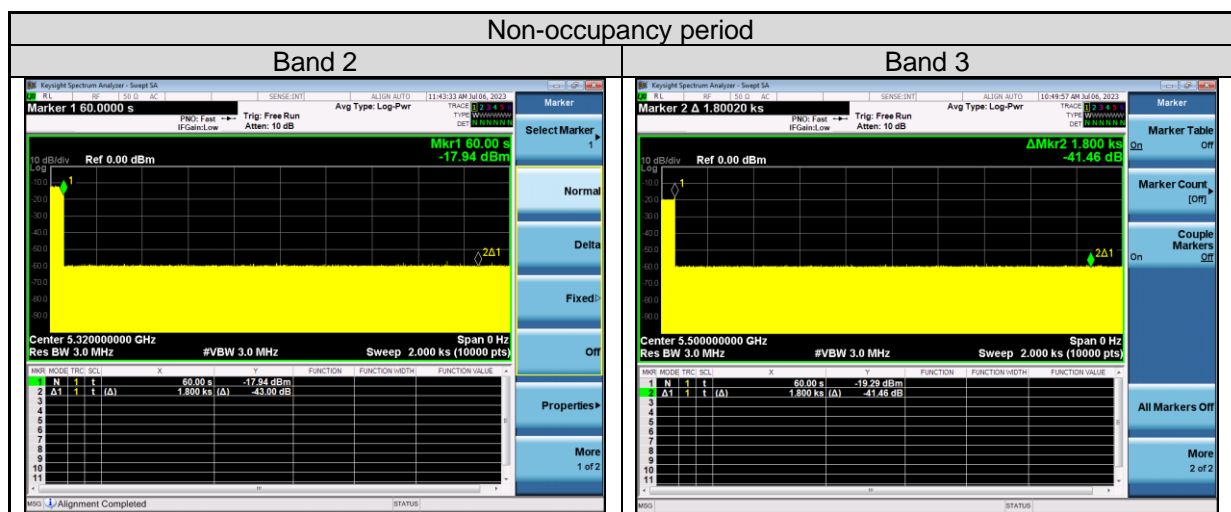 Non-occupancy period
Band 2
Band 3
Keysight Spectrum Analyzer - Swept SA
RL RF 50 Ω AC SENSE:INT ALIGN AUTO 11:43:33 AM Jul 06, 2023
Marker 1 60.0000 s
Avg Type: Log-Pwr
TRACE 1 2 3 4 5 6
TYPE WWWWWW
DET N N N N N N
PNO: Fast
IFGain:Low
Trig: Free Run
Atten: 10 dB
Mkr1 60.00 s
-17.94 dBm
10 dB/div Ref 0.00 dBm
Log
-10.0
-20.0
-30.0
-40.0
-50.0
-60.0
-70.0
-80.0
-90.0
1
2Δ1
Center 5.320000000 GHz
Span 0 Hz
Res BW 3.0 MHz #VBW 3.0 MHz Sweep 2.000 ks (10000 pts)
MKR MODE TRC SCL X Y FUNCTION FUNCTION WIDTH FUNCTION VALUE
1 N 1 t 60.00 s -17.94 dBm
2 Δ1 1 t (Δ) 1.800 ks (Δ) -43.00 dB
3
4
5
6
7
8
9
10
11
MSG Alignment Completed STATUS
Marker
Select Marker
1
Normal
Delta
Fixed
Off
Properties
More
1 of 2
Keysight Spectrum Analyzer - Swept SA
RL RF 50 Ω AC SENSE:INT ALIGN AUTO 10:49:57 AM Jul 06, 2023
Marker 2 Δ 1.80020 ks
Avg Type: Log-Pwr
TRACE 1 2 3 4 5 6
TYPE WWWWWW
DET N N N N N N
PNO: Fast
IFGain:Low
Trig: Free Run
Atten: 10 dB
ΔMkr2 1.800 ks
-41.46 dB
10 dB/div Ref 0.00 dBm
Log
-10.0
-20.0
-30.0
-40.0
-50.0
-60.0
-70.0
-80.0
-90.0
1
2Δ1
Center 5.500000000 GHz
Span 0 Hz
Res BW 3.0 MHz #VBW 3.0 MHz Sweep 2.000 ks (10000 pts)
MKR MODE TRC SCL X Y FUNCTION FUNCTION WIDTH FUNCTION VALUE
1 N 1 t 60.00 s -19.29 dBm
2 Δ1 1 t (Δ) 1.800 ks (Δ) -41.46 dB
3
4
5
6
7
8
9
10
11
MSG STATUS
Marker
Marker Table
On Off
Marker Count
[Off]
Couple
Markers
On Off
All Markers Off
More
2 of 2